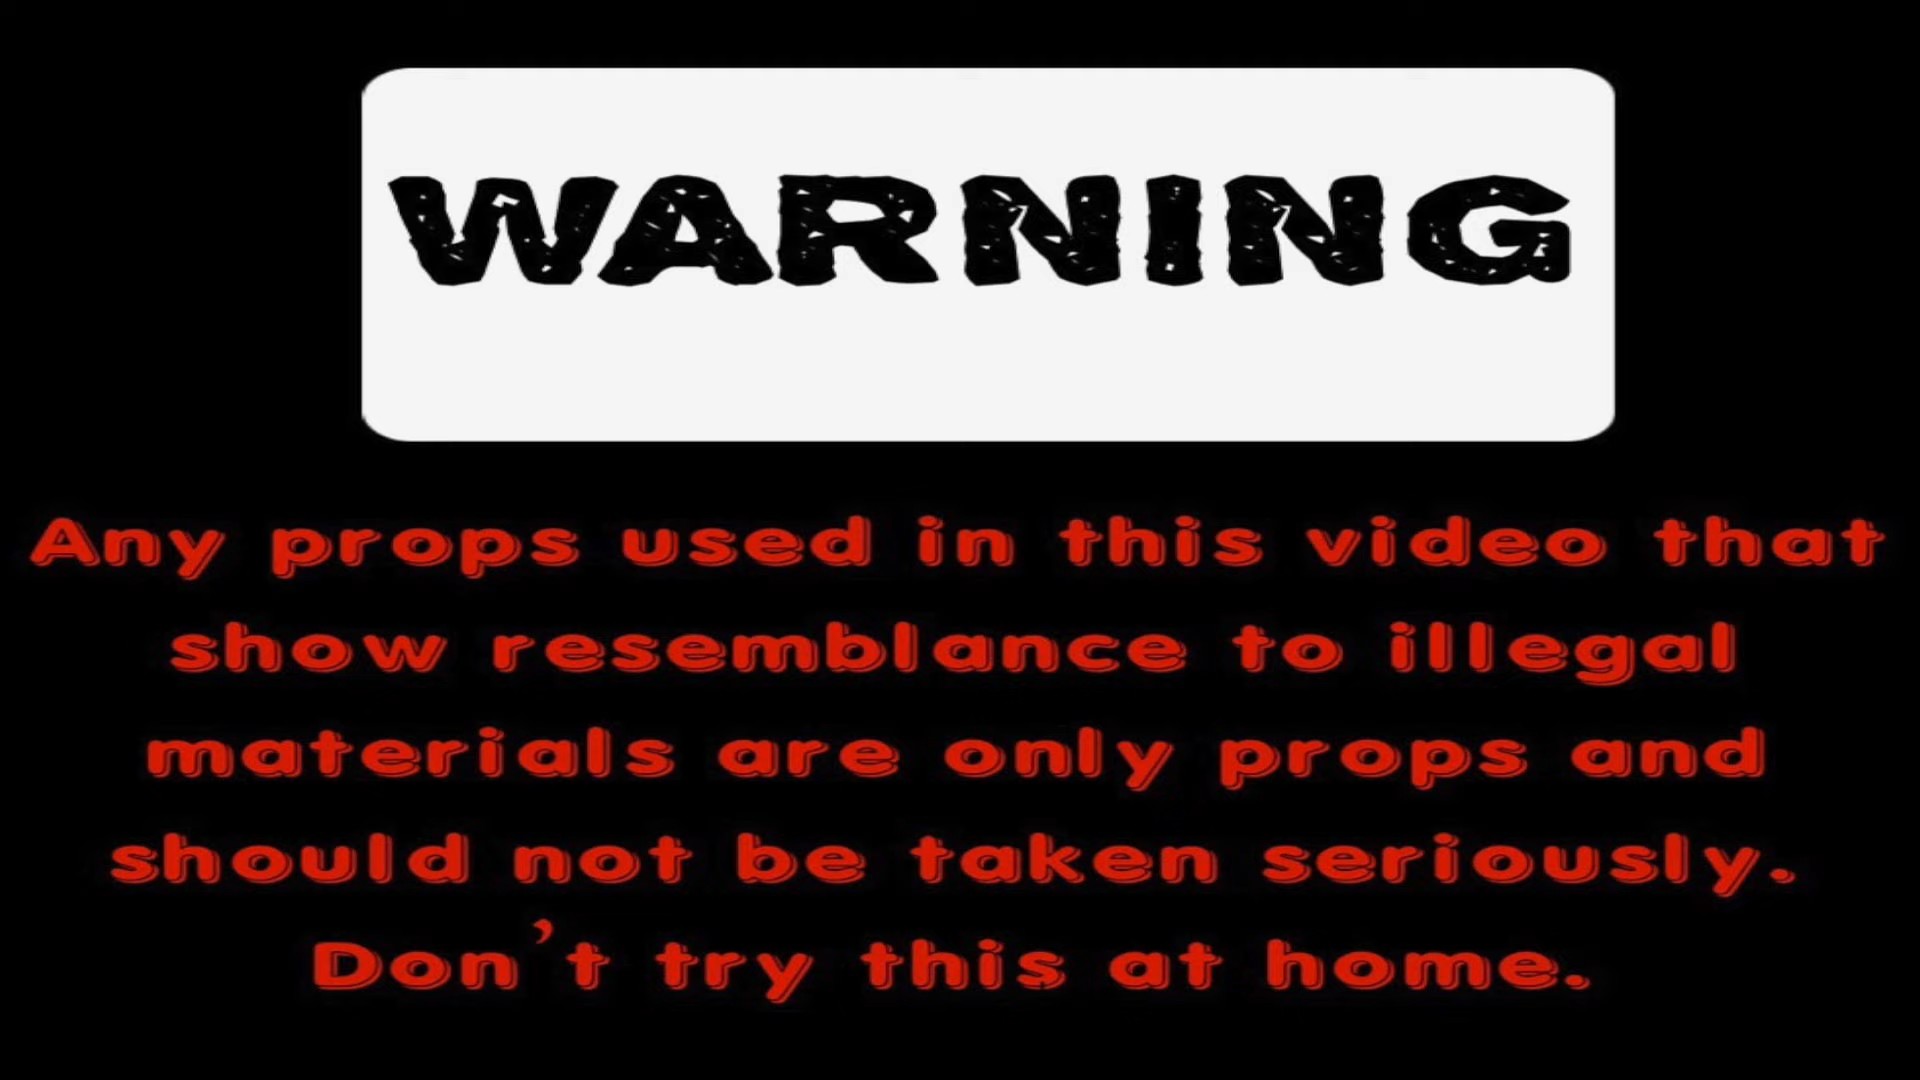 WARNING
Any props used in this video that
show resemblance to illegal
materials are only props and
should not be taken seriously.
Don't try this at home.